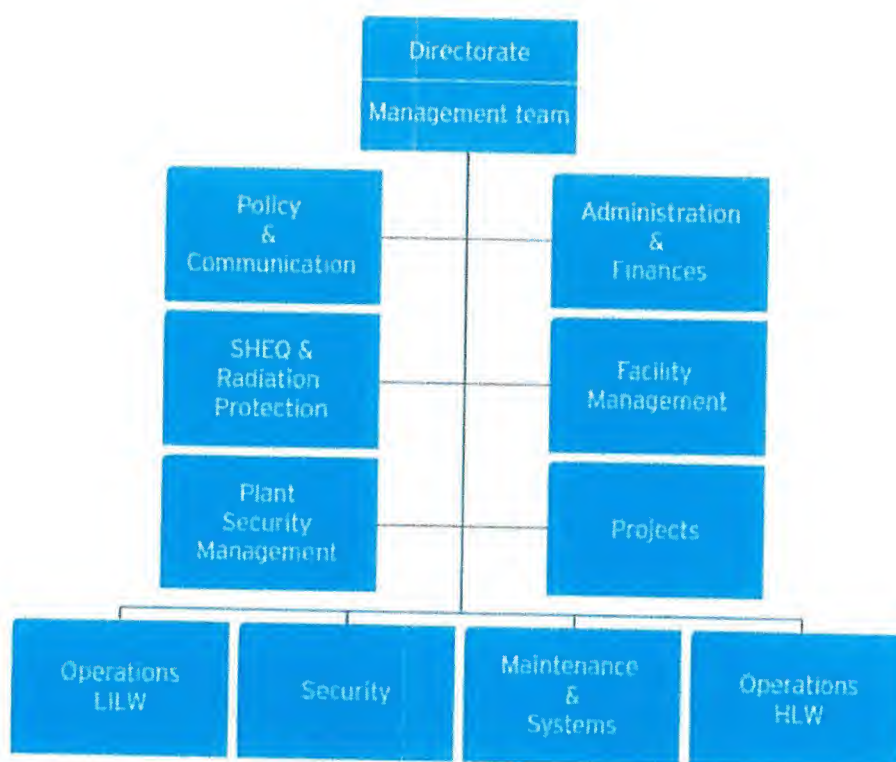 Directorate
Management team
Policy
&
Communication
Administration
&
Finances
SHEQ &
Radiation
Protection
Facility
Management
Plant
Security
Management
Projects
Operations
LILW
Security
Maintenance
&
Systems
Operations
HLW